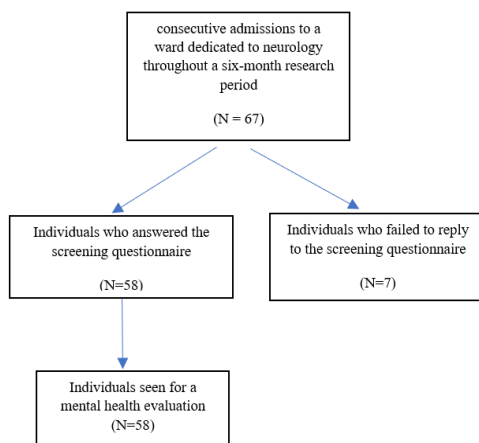 consecutive admissions to a
ward dedicated to neurology
throughout a six-month research
period
(N = 67)
Individuals who answered the
screening questionnaire
(N=58)
Individuals who failed to reply
to the screening questionnaire
(N=7)
Individuals seen for a
mental health evaluation
(N=58)